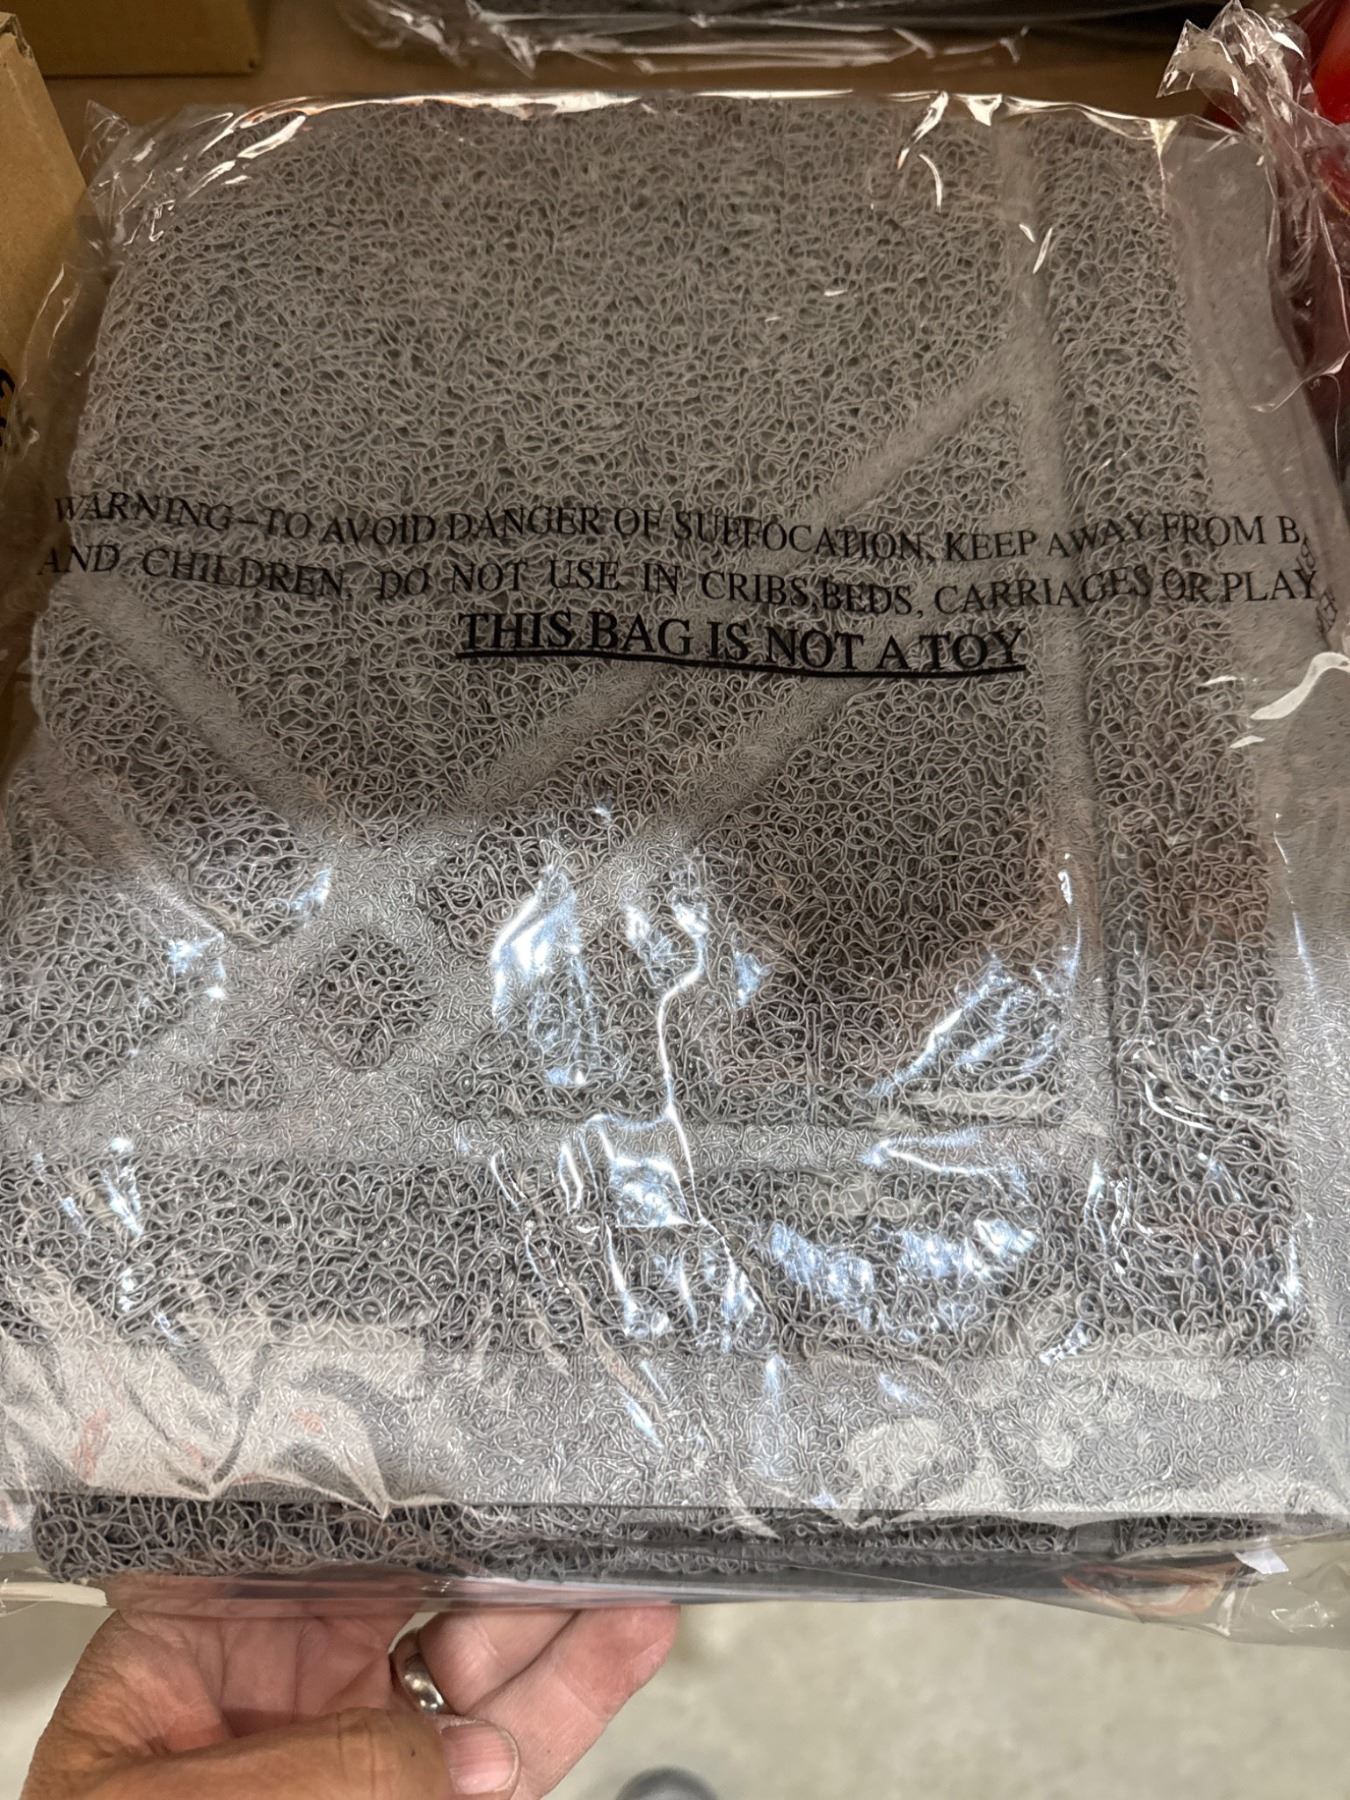 WARNING-TO AVOID DANGER OF SUFFOCATION, KEEP AWAY FROM
AND CHILDREN. DO NOT USE IN CRIBS,BEDS, CARRIAGES OR PLAY
THIS BAG IS NOT A TOY